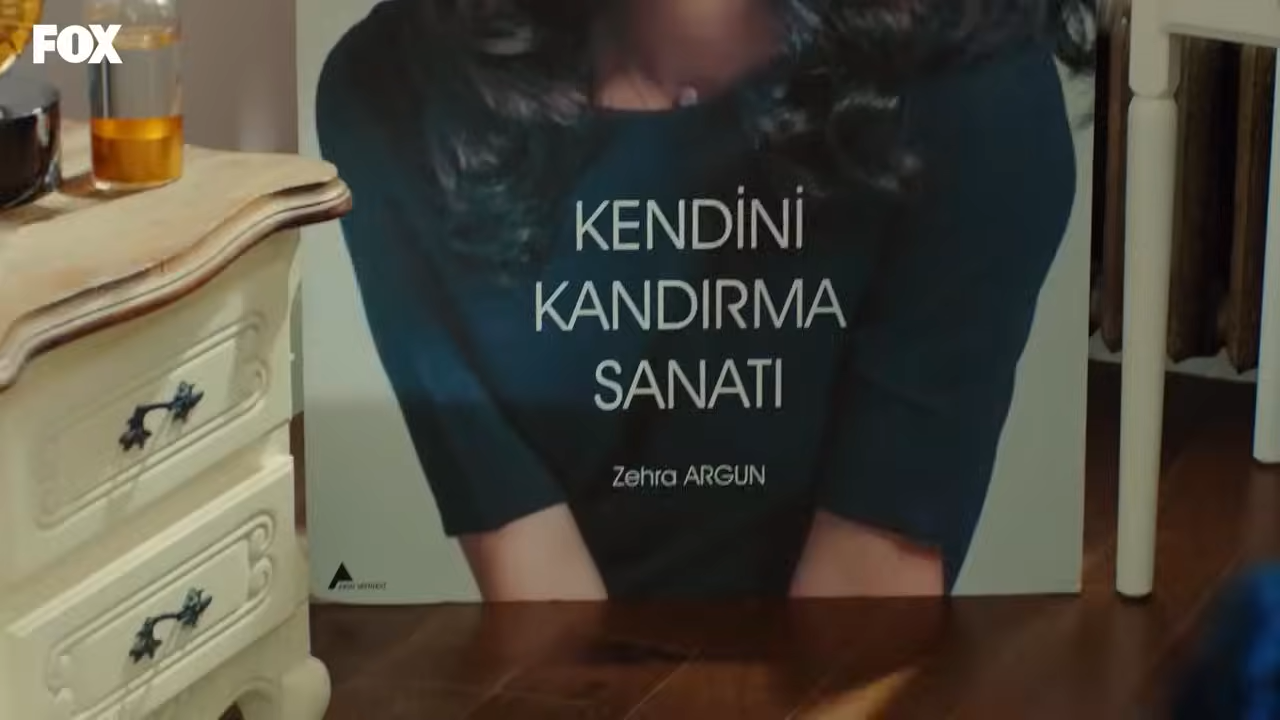 FOX
KENDİNİ
KANDIRMA
SANATI
Zehra ARGUN